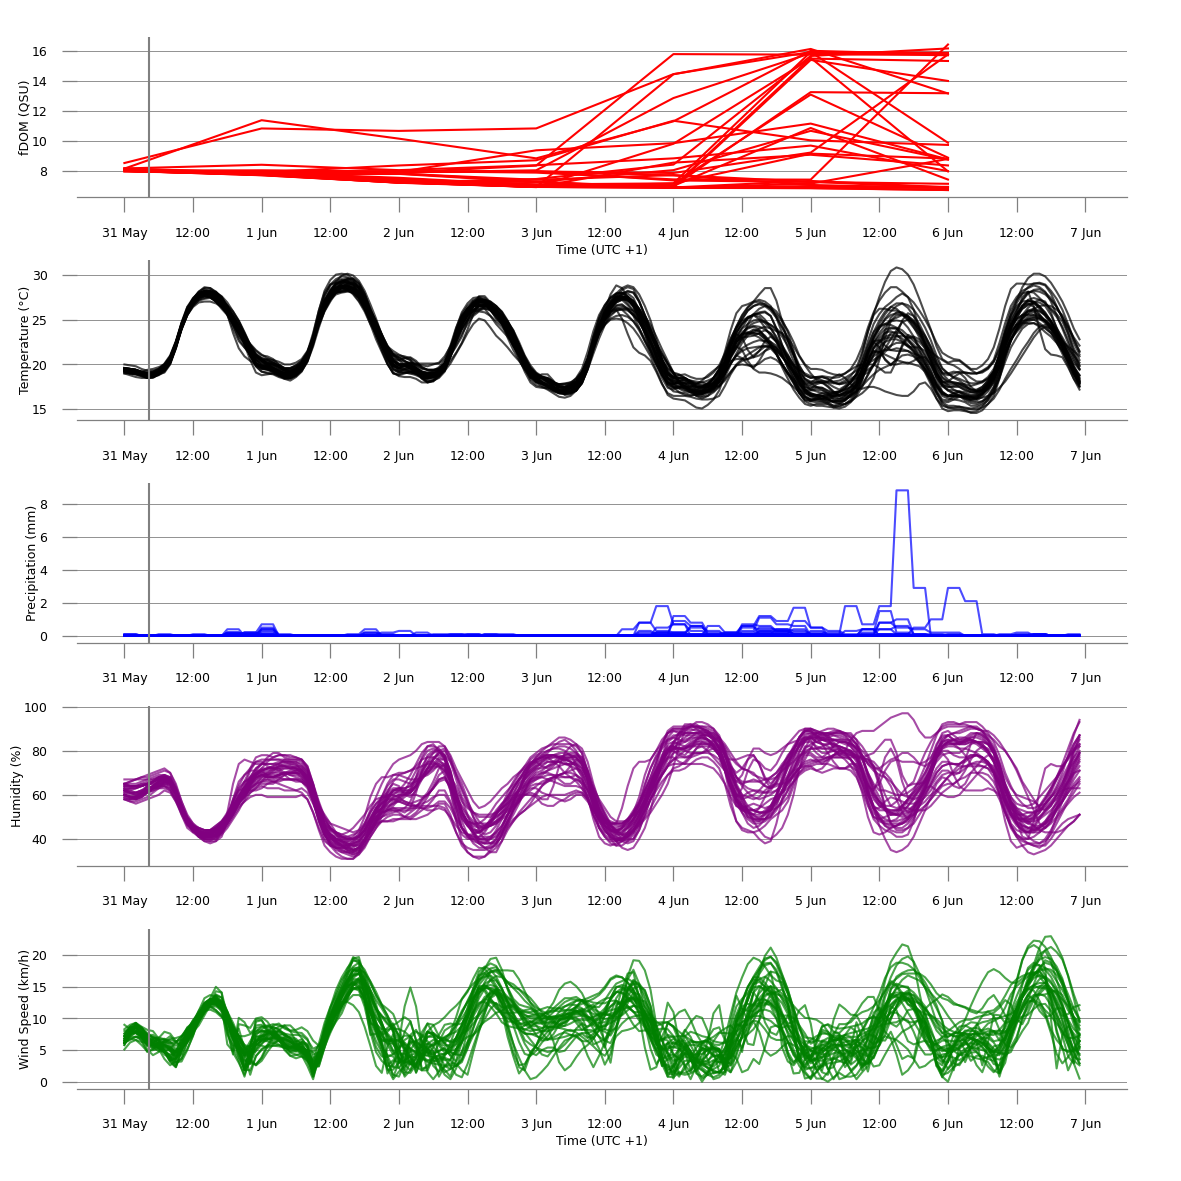 16
14
12
10
8
fDOM (QSU)
31 May 12:00 1 Jun 12:00 2 Jun 12:00 3 Jun 12:00 4 Jun 12:00 5 Jun 12:00 6 Jun 12:00 7 Jun
Time (UTC +1)
30
25
20
15
Temperature (°C)
31 May 12:00 1 Jun 12:00 2 Jun 12:00 3 Jun 12:00 4 Jun 12:00 5 Jun 12:00 6 Jun 12:00 7 Jun
8
6
4
2
0
Precipitation (mm)
31 May 12:00 1 Jun 12:00 2 Jun 12:00 3 Jun 12:00 4 Jun 12:00 5 Jun 12:00 6 Jun 12:00 7 Jun
100
80
60
40
Humidity (%)
31 May 12:00 1 Jun 12:00 2 Jun 12:00 3 Jun 12:00 4 Jun 12:00 5 Jun 12:00 6 Jun 12:00 7 Jun
20
15
10
5
0
Wind Speed (km/h)
31 May 12:00 1 Jun 12:00 2 Jun 12:00 3 Jun 12:00 4 Jun 12:00 5 Jun 12:00 6 Jun 12:00 7 Jun
Time (UTC +1)